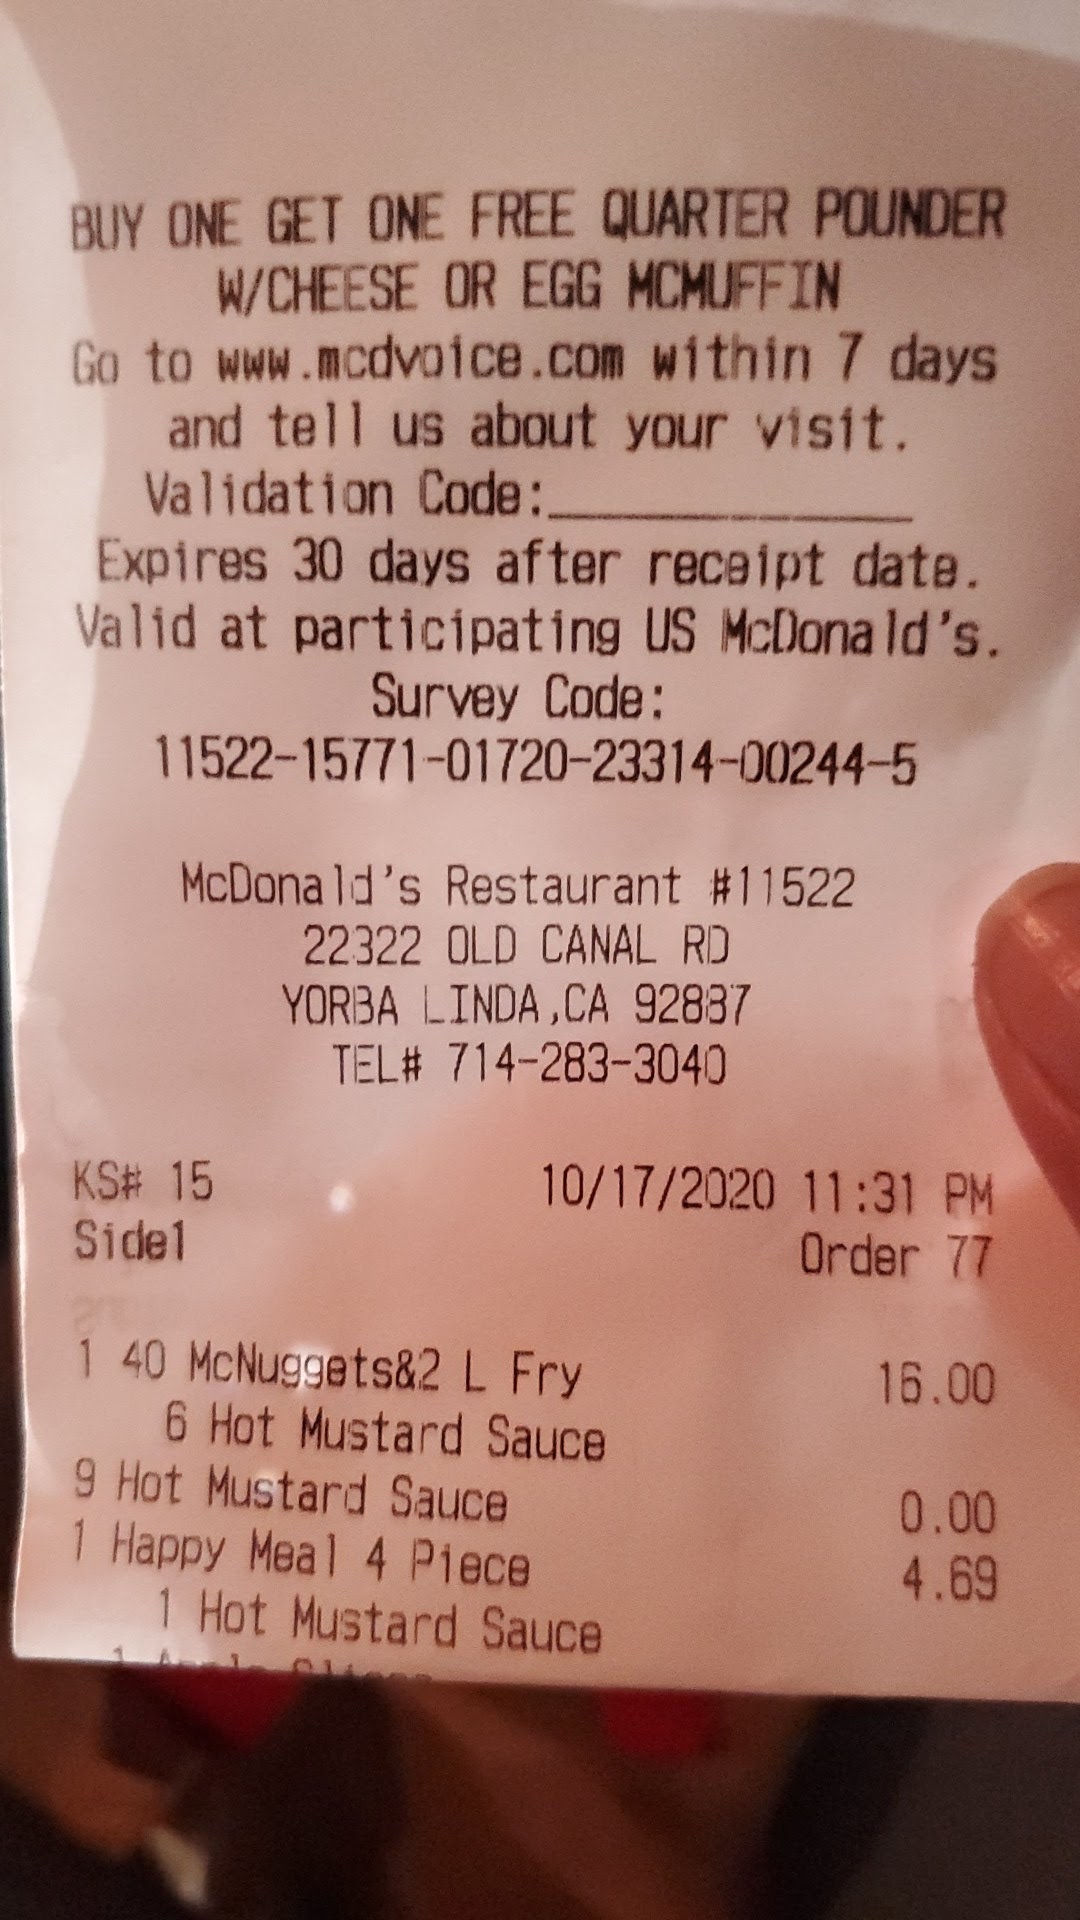 BUY ONE GET ONE FREE QUARTER POUNDER
W/CHEESE OR EGG MCMUFFIN
Go to www.mcdvoice.com within 7 days
and tell us about your visit.
Validation Code:____________
Expires 30 days after receipt date.
Valid at participating US McDonald's.
Survey Code:
11522-15771-01720-23314-00244-5
McDonald's Restaurant #11522
22322 OLD CANAL RD
YORBA LINDA,CA 92887
TEL# 714-283-3040
KS# 15 10/17/2020 11:31 PM
Side1 Order 77
1 40 McNuggets&2 L Fry 16.00
6 Hot Mustard Sauce
9 Hot Mustard Sauce 0.00
1 Happy Meal 4 Piece 4.69
1 Hot Mustard Sauce
1 Apple Slices